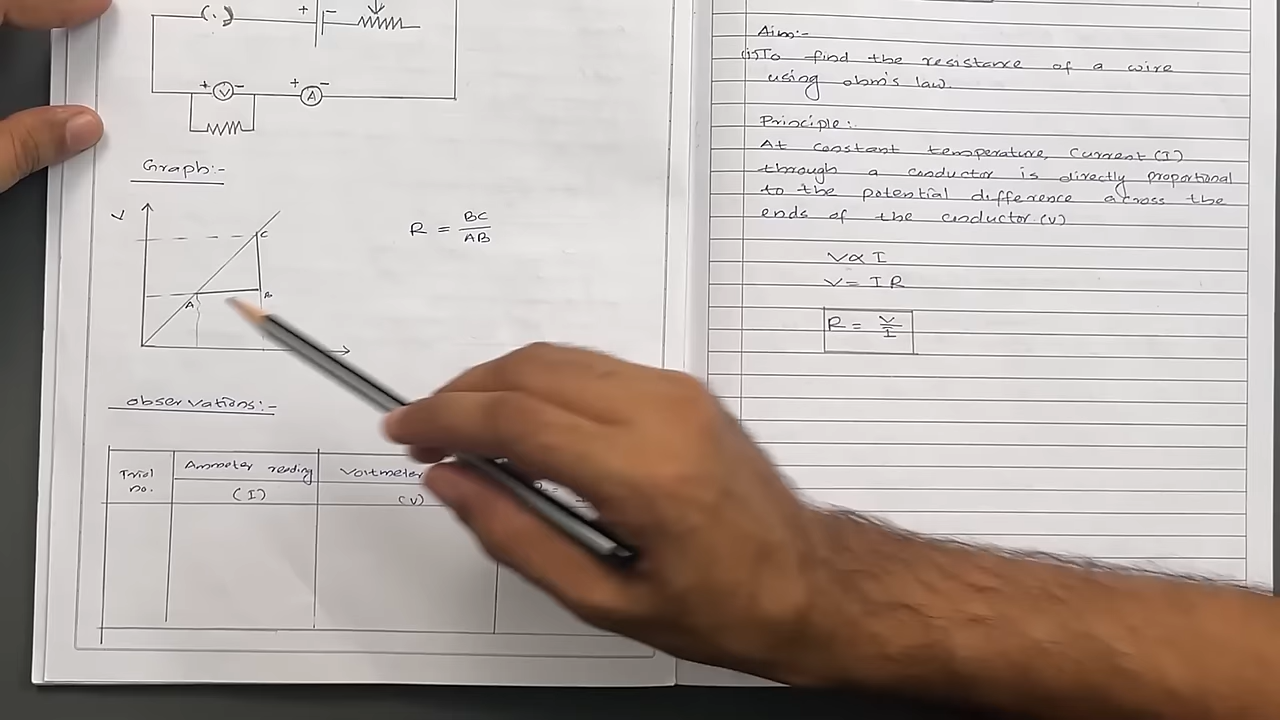 (.)
+ -
+ V -
+ A -
Graph:-
V
C
A
B
R = BC/AB
Observations:-
Trial no.
Ammeter reading
(I)
Voltmeter
(V)
Aim:-
(i) To find the resistance of a wire
using ohm's law.
Principle:-
At constant temperature, Current (I)
through a conductor is directly proportional
to the potential difference across the
ends of the conductor (V)
V∝ I
V = I R
R = V/I